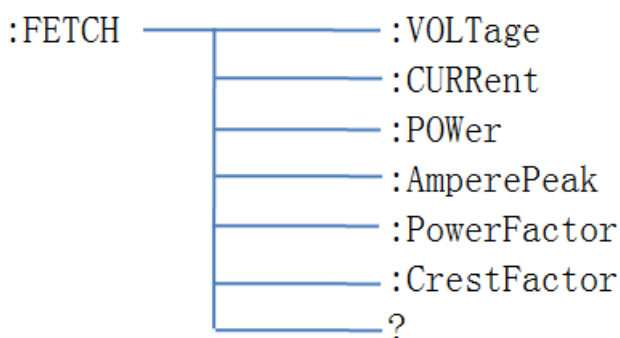 :FETCH :VOLTage
:CURRent
:POWer
:AmperePeak
:PowerFactor
:CrestFactor
?